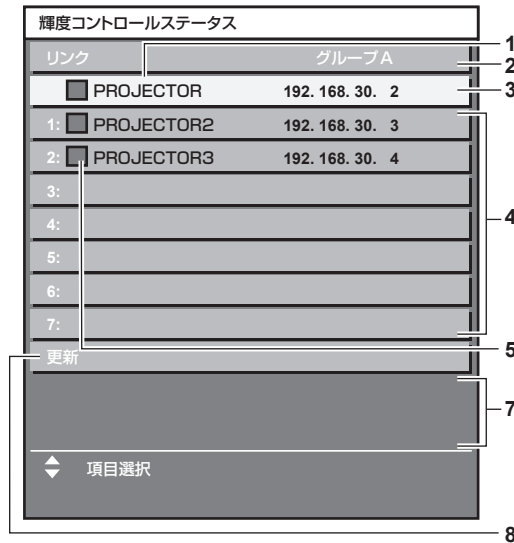 輝度コントロールステータス
リンク グループA
PROJECTOR 192. 168. 30. 2
1: PROJECTOR2 192. 168. 30. 3
2: PROJECTOR3 192. 168. 30. 4
3:
4:
5:
6:
7:
更新
項目選択
1
2
3
4
5
7
8